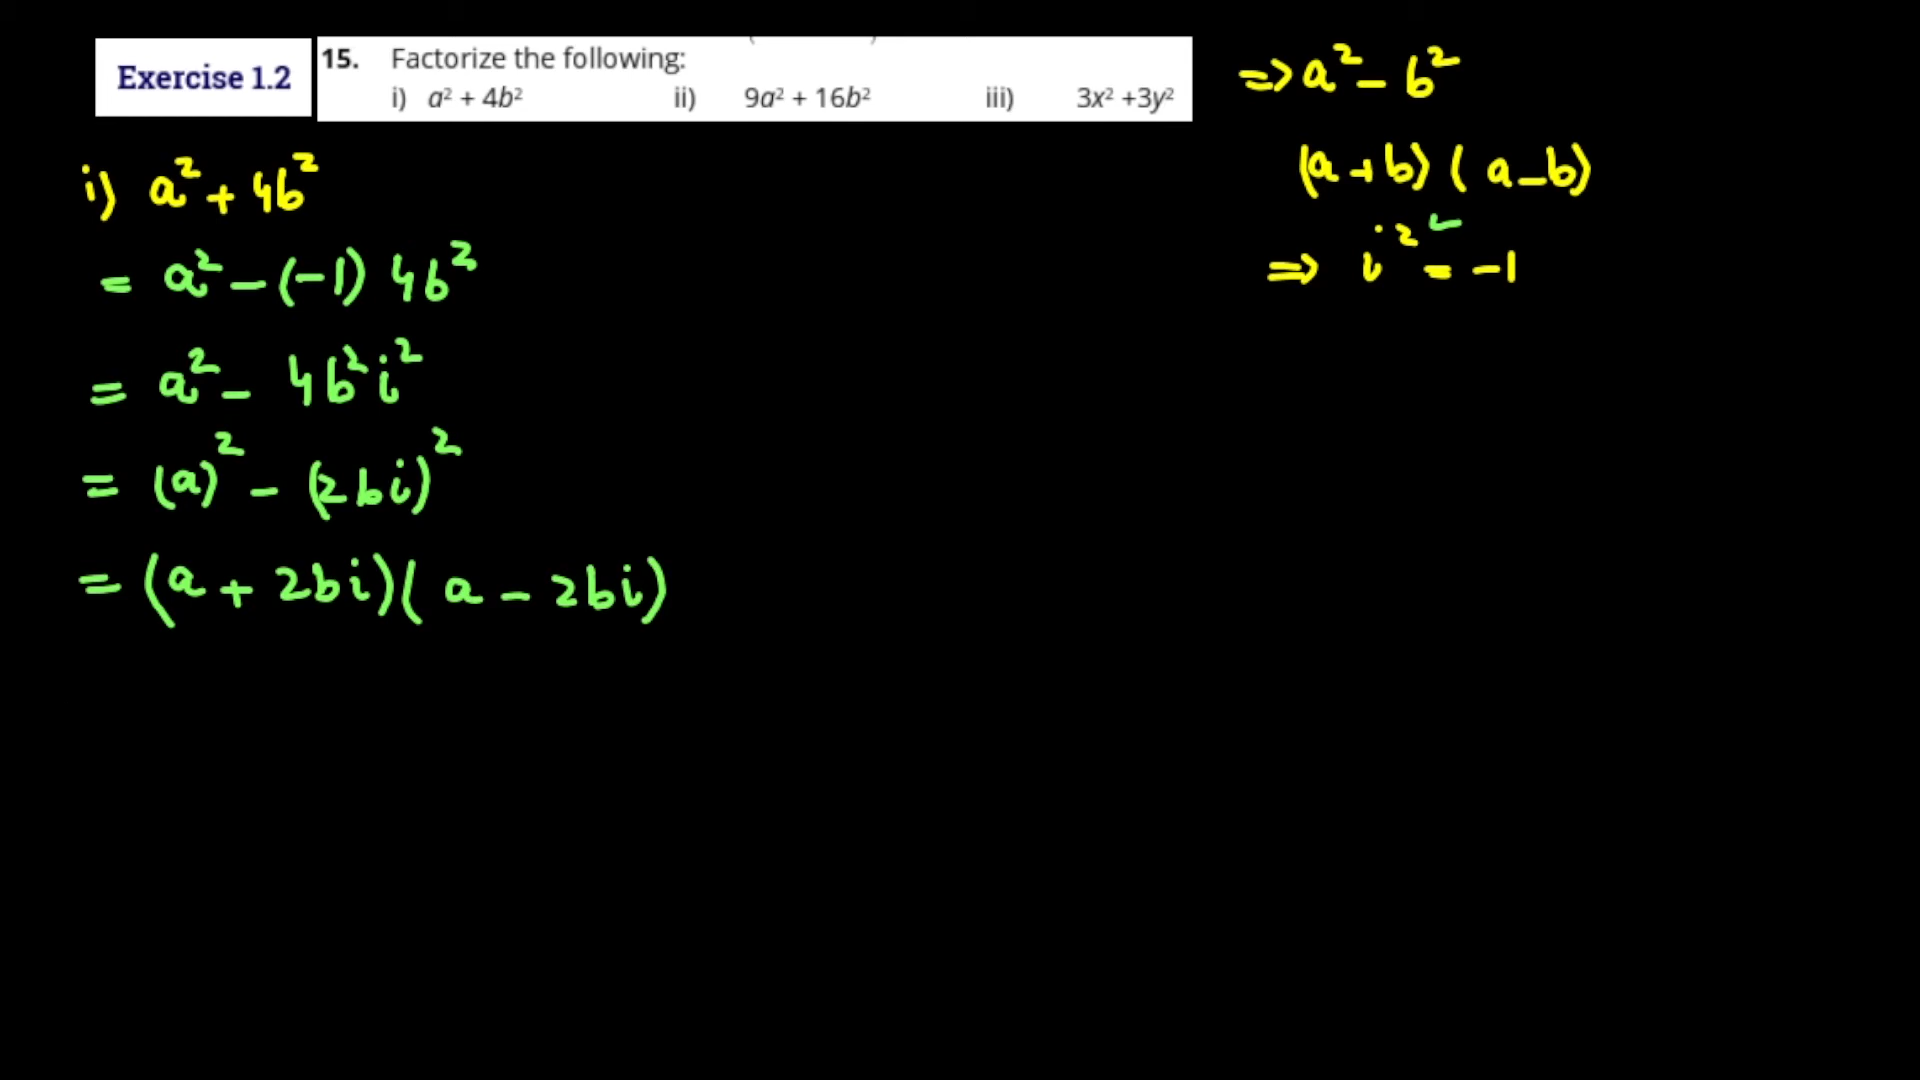 Exercise 1.2
15. Factorize the following:
i) a² + 4b² ii) 9a² + 16b² iii) 3x² +3y²
=> a² - b²
(a + b) (a - b)
=> i² = -1
i) a² + 4b²
= a² - (-1) 4b²
= a² - 4b²i²
= (a)² - (2bi)²
= (a + 2bi)(a - 2bi)